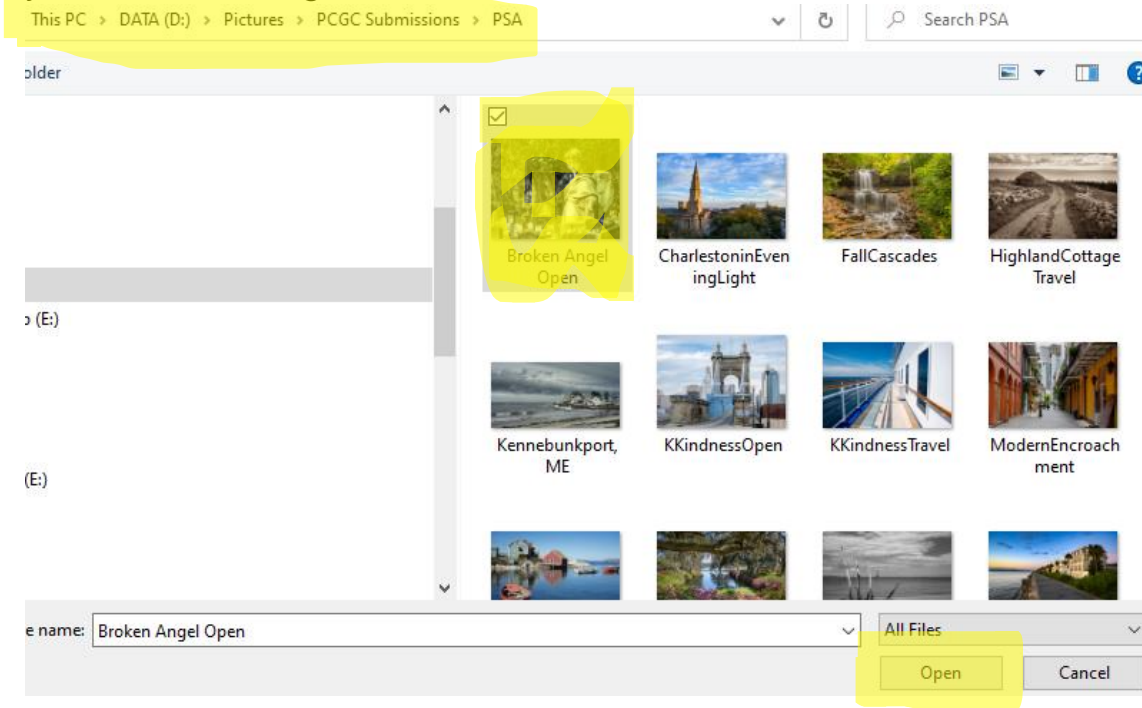 This PC > DATA (D:) > Pictures > PCGC Submissions > PSA
Search PSA
older
Broken Angel
Open
CharlestoninEven
ingLight
FallCascades
HighlandCottage
Travel
o (E:)
Kennebunkport,
ME
KKindnessOpen
KKindnessTravel
ModernEncroach
ment
(E:)
e name: Broken Angel Open
All Files
Open
Cancel